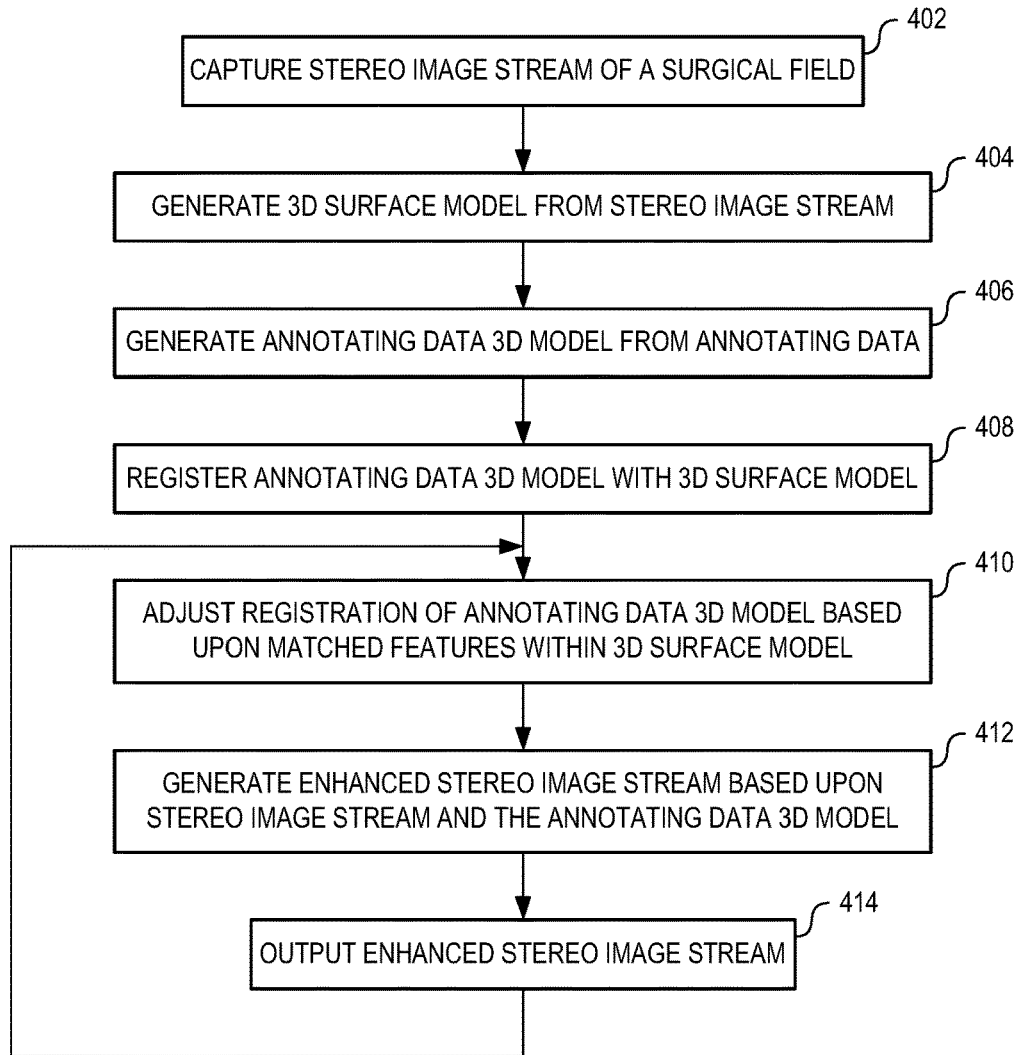 402
CAPTURE STEREO IMAGE STREAM OF A SURGICAL FIELD
404
GENERATE 3D SURFACE MODEL FROM STEREO IMAGE STREAM
406
GENERATE ANNOTATING DATA 3D MODEL FROM ANNOTATING DATA
408
REGISTER ANNOTATING DATA 3D MODEL WITH 3D SURFACE MODEL
410
ADJUST REGISTRATION OF ANNOTATING DATA 3D MODEL BASED
UPON MATCHED FEATURES WITHIN 3D SURFACE MODEL
412
GENERATE ENHANCED STEREO IMAGE STREAM BASED UPON
STEREO IMAGE STREAM AND THE ANNOTATING DATA 3D MODEL
414
OUTPUT ENHANCED STEREO IMAGE STREAM